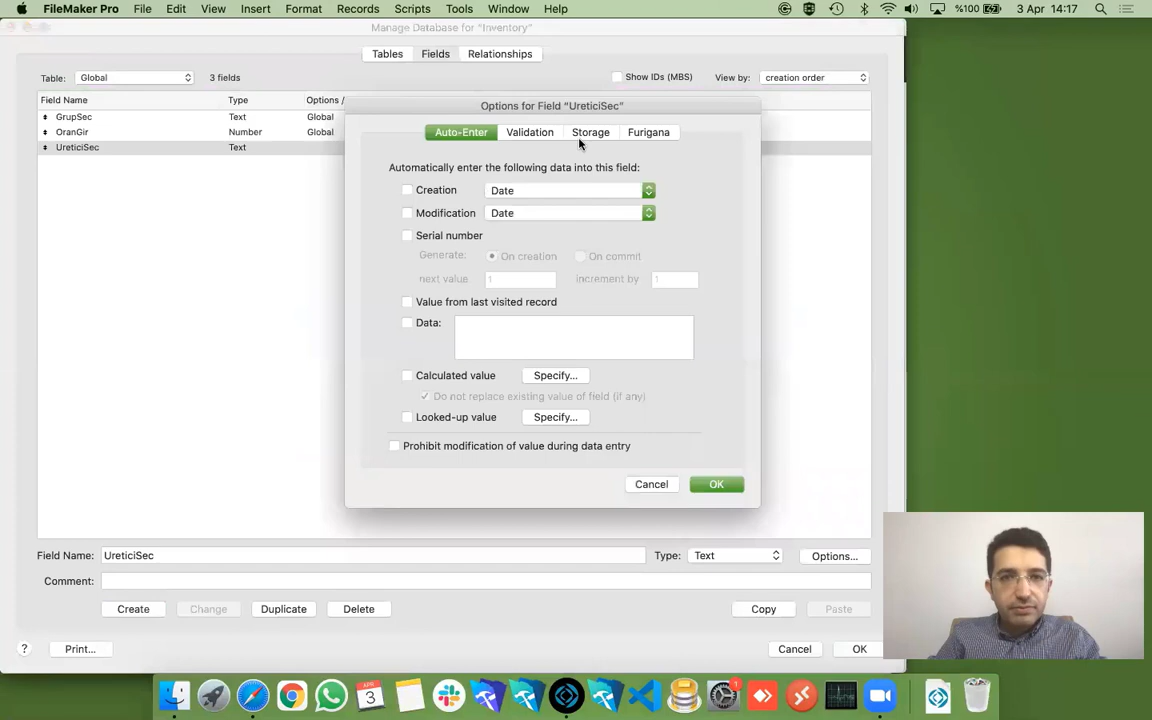 FileMaker Pro File Edit View Insert Format Records Scripts Tools Window Help %100 3 Apr 14:17
Manage Database for "Inventory"
Tables Fields Relationships
Table: Global 3 fields Show IDs (MBS) View by: creation order
Field Name Type Options /
GrupSec Text Global
OranGir Number Global
UreticiSec Text
Options for Field "UreticiSec"
Auto-Enter Validation Storage Furigana
Automatically enter the following data into this field:
Creation Date
Modification Date
Serial number
Generate: On creation On commit
next value 1 increment by 1
Value from last visited record
Data:
Calculated value Specify...
Do not replace existing value of field (if any)
Looked-up value Specify...
Prohibit modification of value during data entry
Cancel OK
Field Name: UreticiSec Type: Text Options...
Comment:
Create Change Duplicate Delete Copy Paste
? Print... Cancel OK
APR
3
1